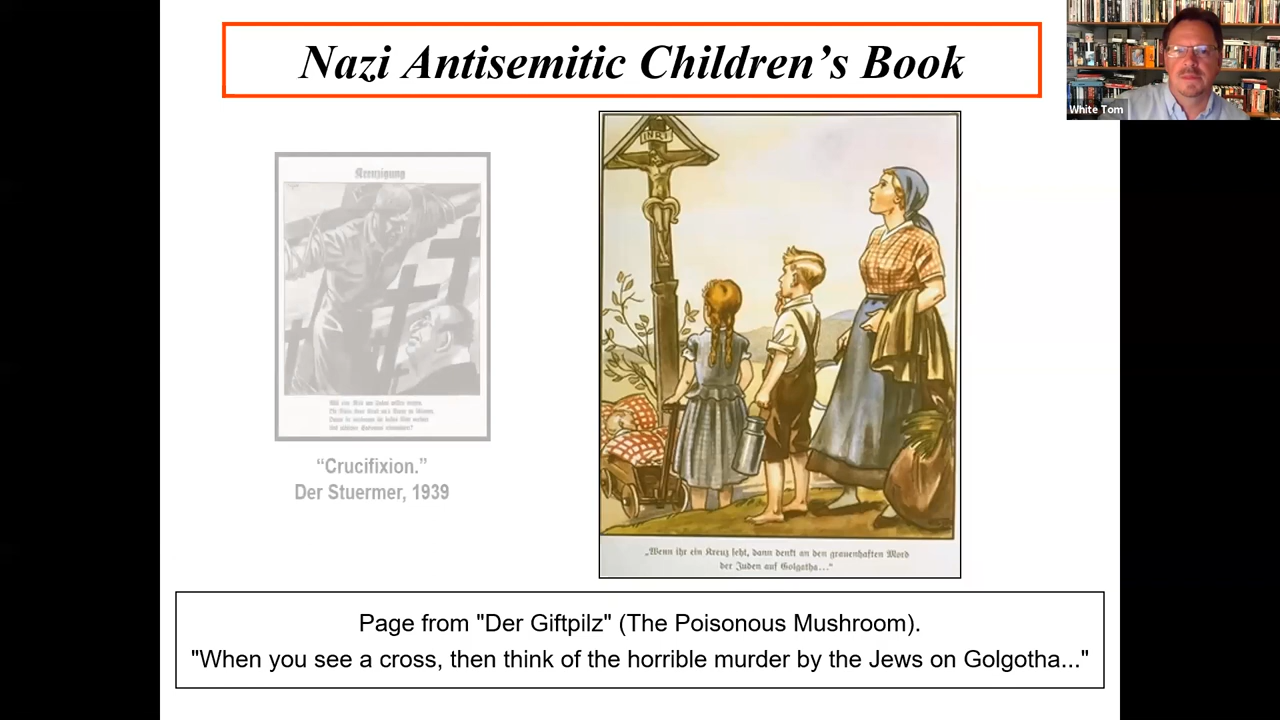 Nazi Antisemitic Children's Book
White Tom
Kreuzigung
INRI
"Crucifixion."
Der Stuermer, 1939
„Wenn ihr ein Kreuz seht, dann denkt an den grauenhaften Mord
der Juden auf Golgatha..."
Page from "Der Giftpilz" (The Poisonous Mushroom).
"When you see a cross, then think of the horrible murder by the Jews on Golgotha..."